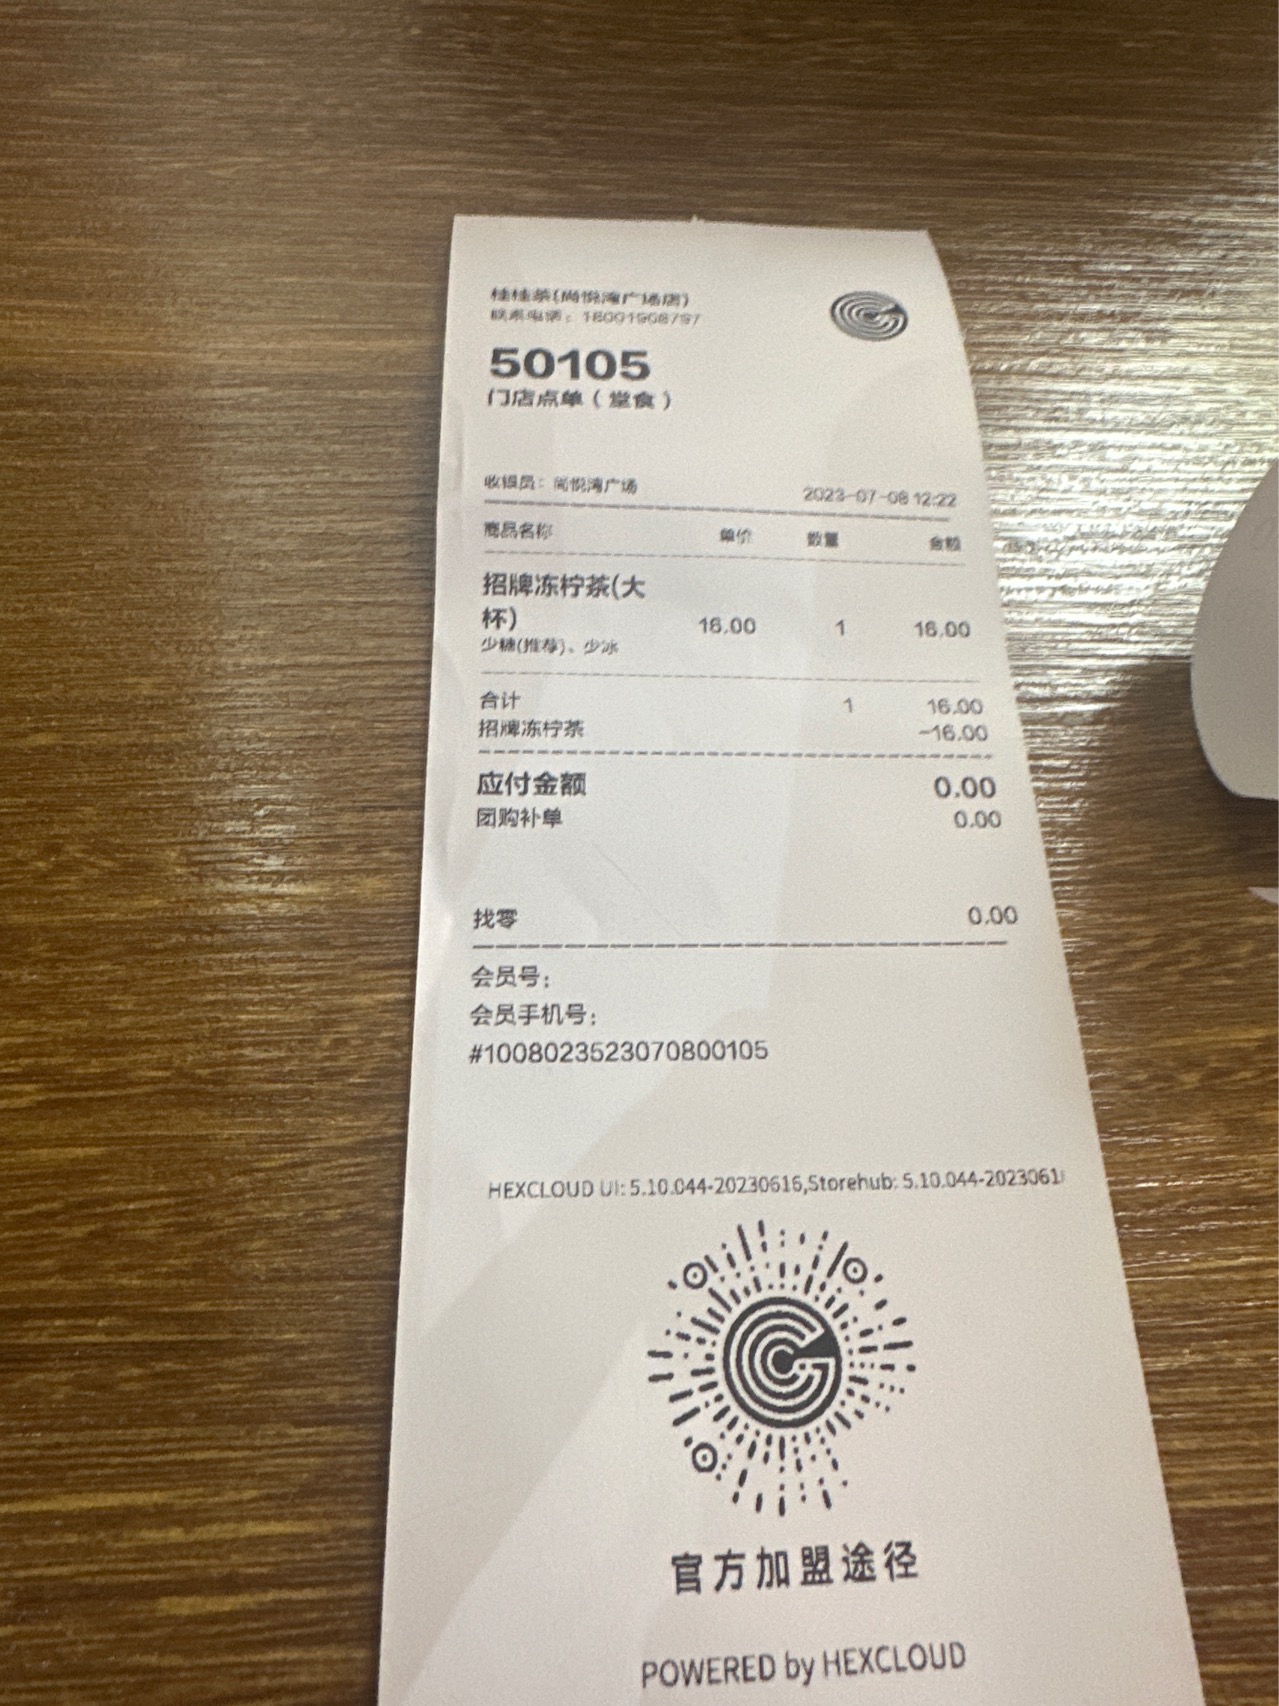 桂桂茶(尚悦湾广场店)
联系电话：18001908797
50105
门店点单（堂食）
收银员：尚悦湾广场 2023-07-08 12:22
商品名称 单价 数量 金额
招牌冻柠茶(大
杯) 16.00 1 16.00
少糖(推荐)、少冰
合计 1 16.00
招牌冻柠茶 -16.00
应付金额 0.00
团购补单 0.00
找零 0.00
会员号：
会员手机号：
#1008023523070800105
HEXCLOUD UI: 5.10.044-20230616,Storehub: 5.10.044-2023061
官方加盟途径
POWERED by HEXCLOUD